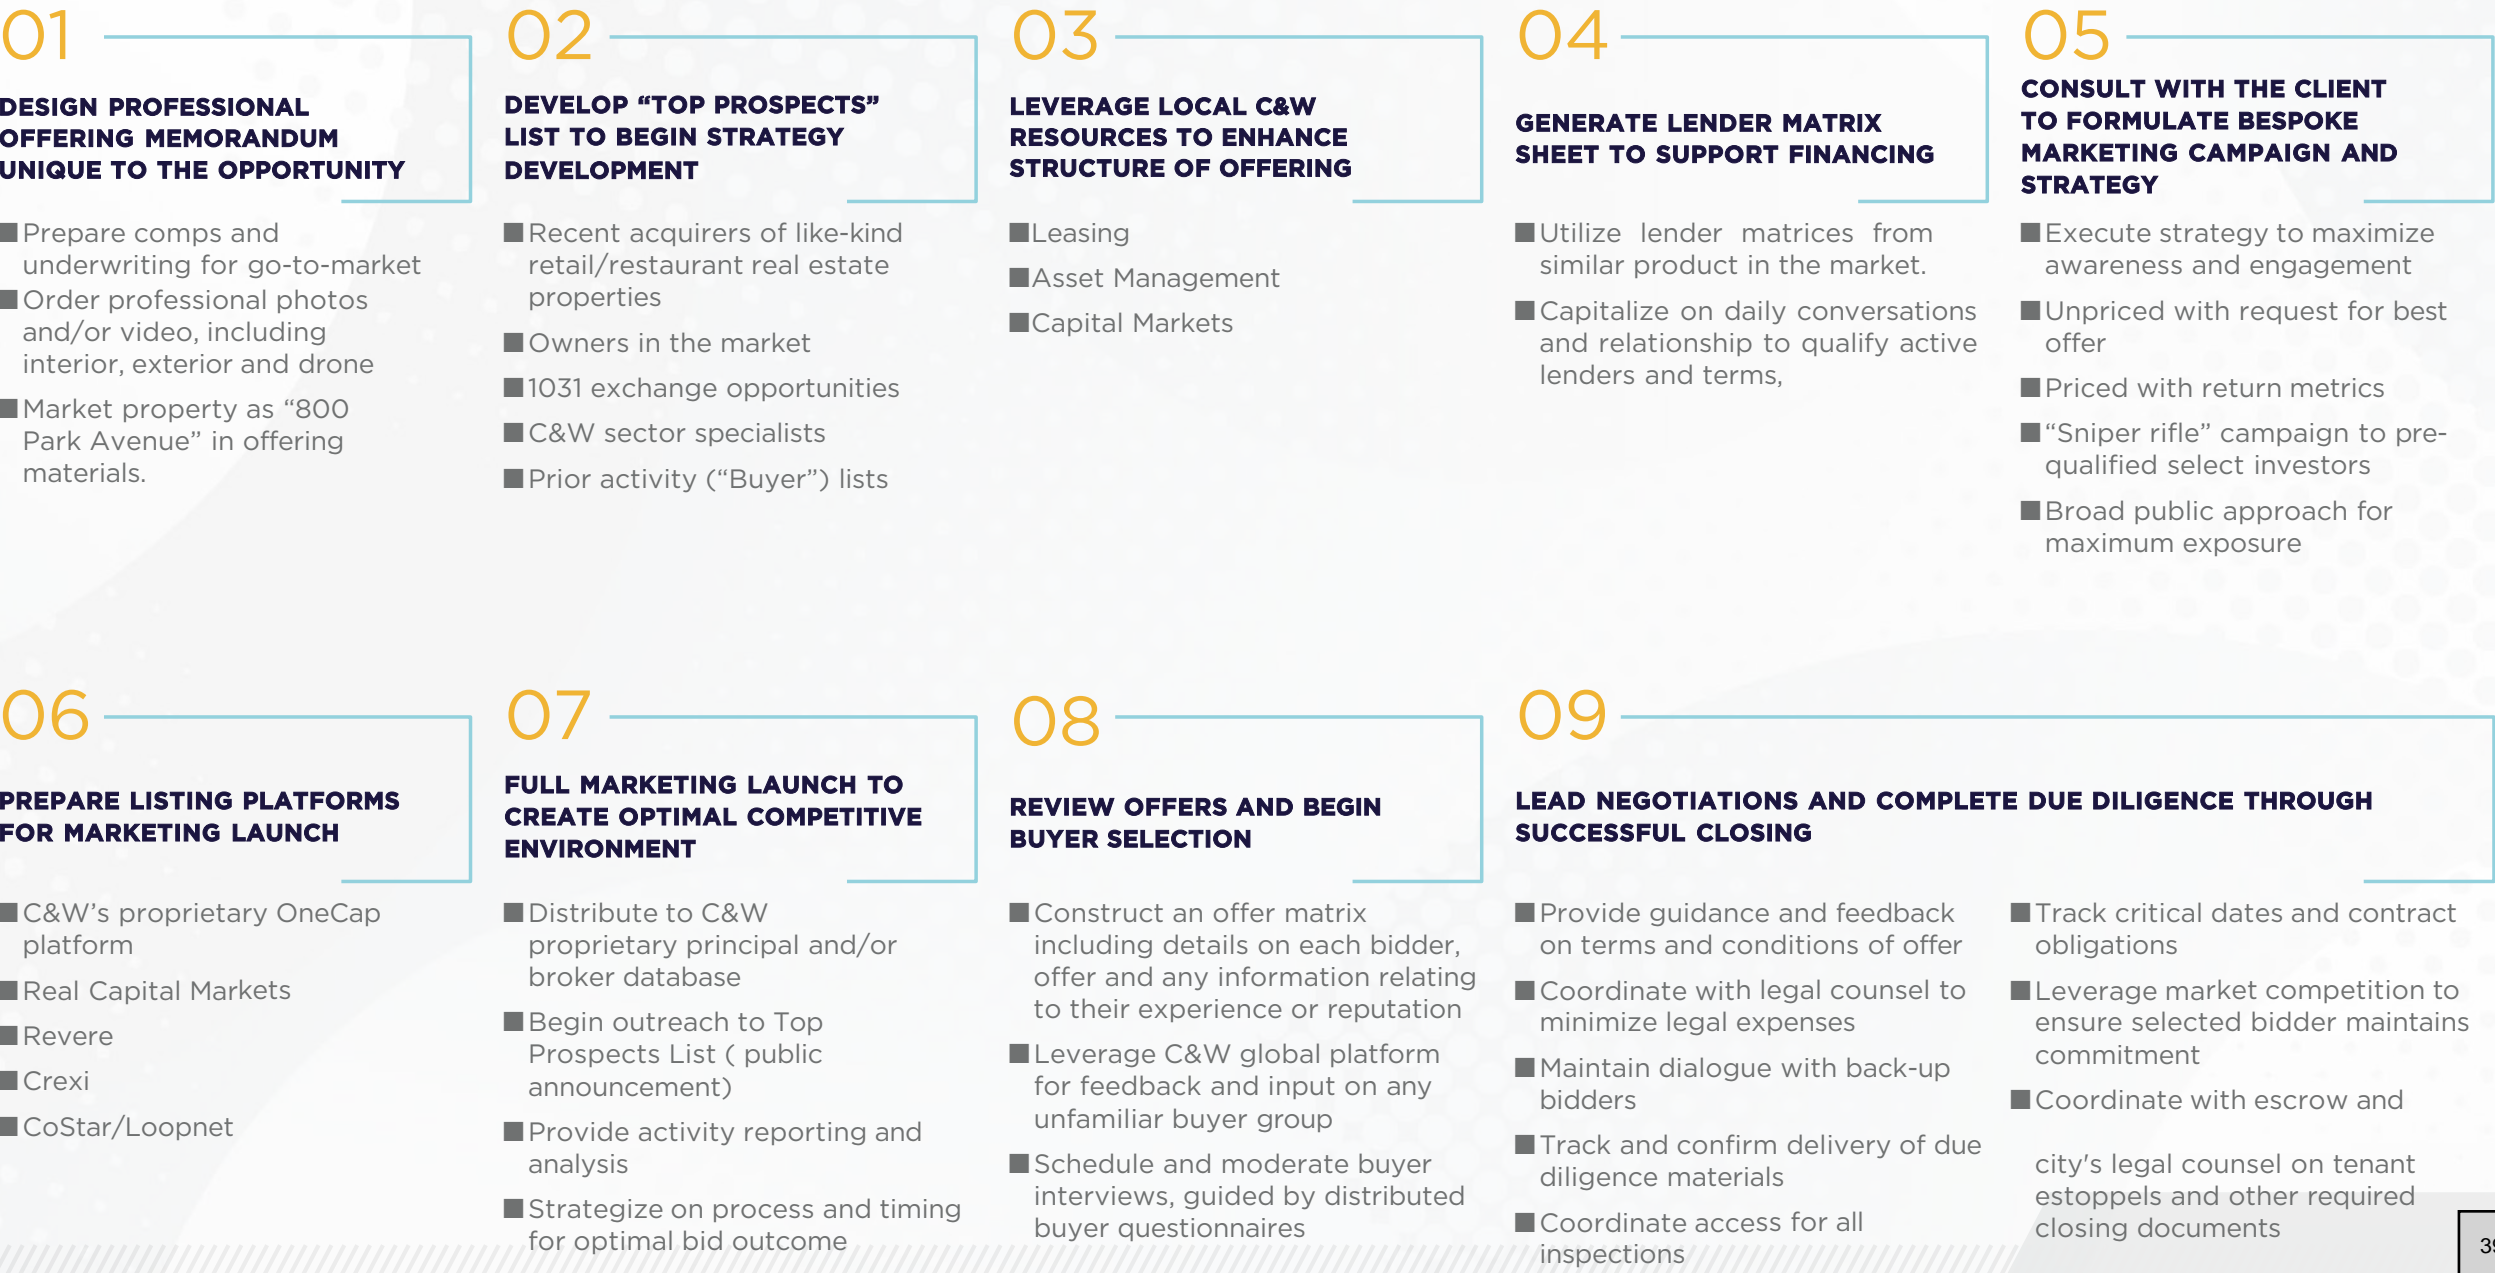 01
DESIGN PROFESSIONAL
OFFERING MEMORANDUM
UNIQUE TO THE OPPORTUNITY
■Prepare comps and
underwriting for go-to-market
■Order professional photos
and/or video, including
interior, exterior and drone
■Market property as “800
Park Avenue” in offering
materials.
02
DEVELOP “TOP PROSPECTS”
LIST TO BEGIN STRATEGY
DEVELOPMENT
■Recent acquirers of like-kind
retail/restaurant real estate
properties
■Owners in the market
■1031 exchange opportunities
■C&W sector specialists
■Prior activity (“Buyer”) lists
03
LEVERAGE LOCAL C&W
RESOURCES TO ENHANCE
STRUCTURE OF OFFERING
■Leasing
■Asset Management
■Capital Markets
04
GENERATE LENDER MATRIX
SHEET TO SUPPORT FINANCING
■Utilize lender matrices from
similar product in the market.
■Capitalize on daily conversations
and relationship to qualify active
lenders and terms,
05
CONSULT WITH THE CLIENT
TO FORMULATE BESPOKE
MARKETING CAMPAIGN AND
STRATEGY
■Execute strategy to maximize
awareness and engagement
■Unpriced with request for best
offer
■Priced with return metrics
■“Sniper rifle” campaign to pre-
qualified select investors
■Broad public approach for
maximum exposure
06
PREPARE LISTING PLATFORMS
FOR MARKETING LAUNCH
■C&W’s proprietary OneCap
platform
■Real Capital Markets
■Revere
■Crexi
■CoStar/Loopnet
07
FULL MARKETING LAUNCH TO
CREATE OPTIMAL COMPETITIVE
ENVIRONMENT
■Distribute to C&W
proprietary principal and/or
broker database
■Begin outreach to Top
Prospects List ( public
announcement)
■Provide activity reporting and
analysis
■Strategize on process and timing
for optimal bid outcome
08
REVIEW OFFERS AND BEGIN
BUYER SELECTION
■Construct an offer matrix
including details on each bidder,
offer and any information relating
to their experience or reputation
■Leverage C&W global platform
for feedback and input on any
unfamiliar buyer group
■Schedule and moderate buyer
interviews, guided by distributed
buyer questionnaires
09
LEAD NEGOTIATIONS AND COMPLETE DUE DILIGENCE THROUGH
SUCCESSFUL CLOSING
■Provide guidance and feedback
on terms and conditions of offer
■Coordinate with legal counsel to
minimize legal expenses
■Maintain dialogue with back-up
bidders
■Track and confirm delivery of due
diligence materials
■Coordinate access for all
inspections
■Track critical dates and contract
obligations
■Leverage market competition to
ensure selected bidder maintains
commitment
■Coordinate with escrow and
city's legal counsel on tenant
estoppels and other required
closing documents